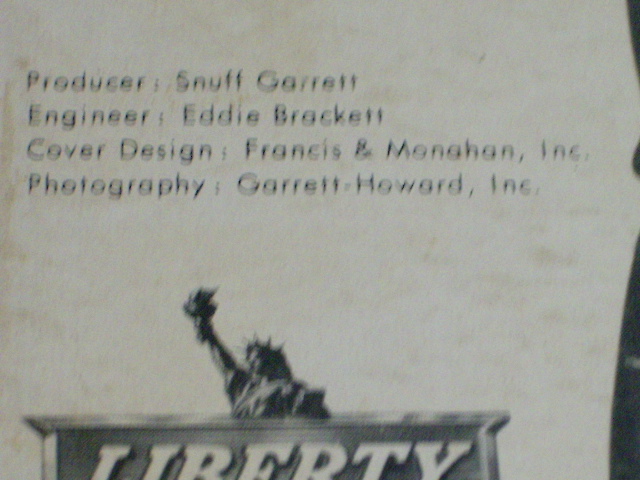 Producer: Snuff Garrett
Engineer: Eddie Brackett
Cover Design: Francis & Monahan, Inc.
Photography: Garrett-Howard, Inc.
LIBERTY